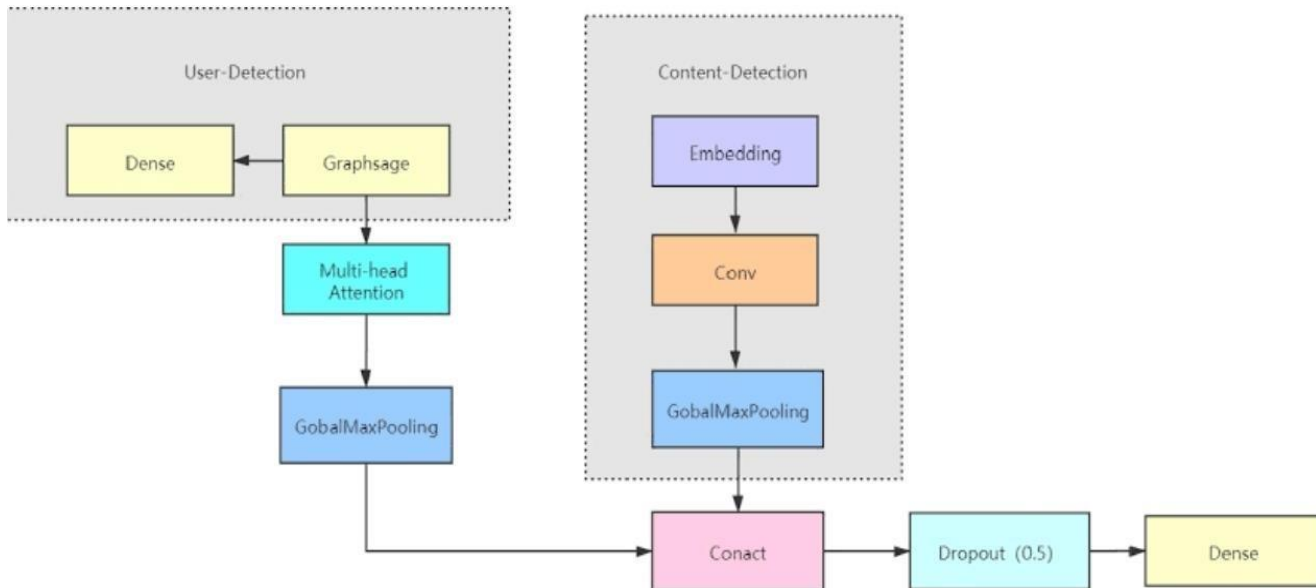 User-Detection
Content-Detection
Dense
Graphsage
Embedding
Multi-head
Attention
Conv
GobalMaxPooling
GobalMaxPooling
Conact
Dropout (0.5)
Dense